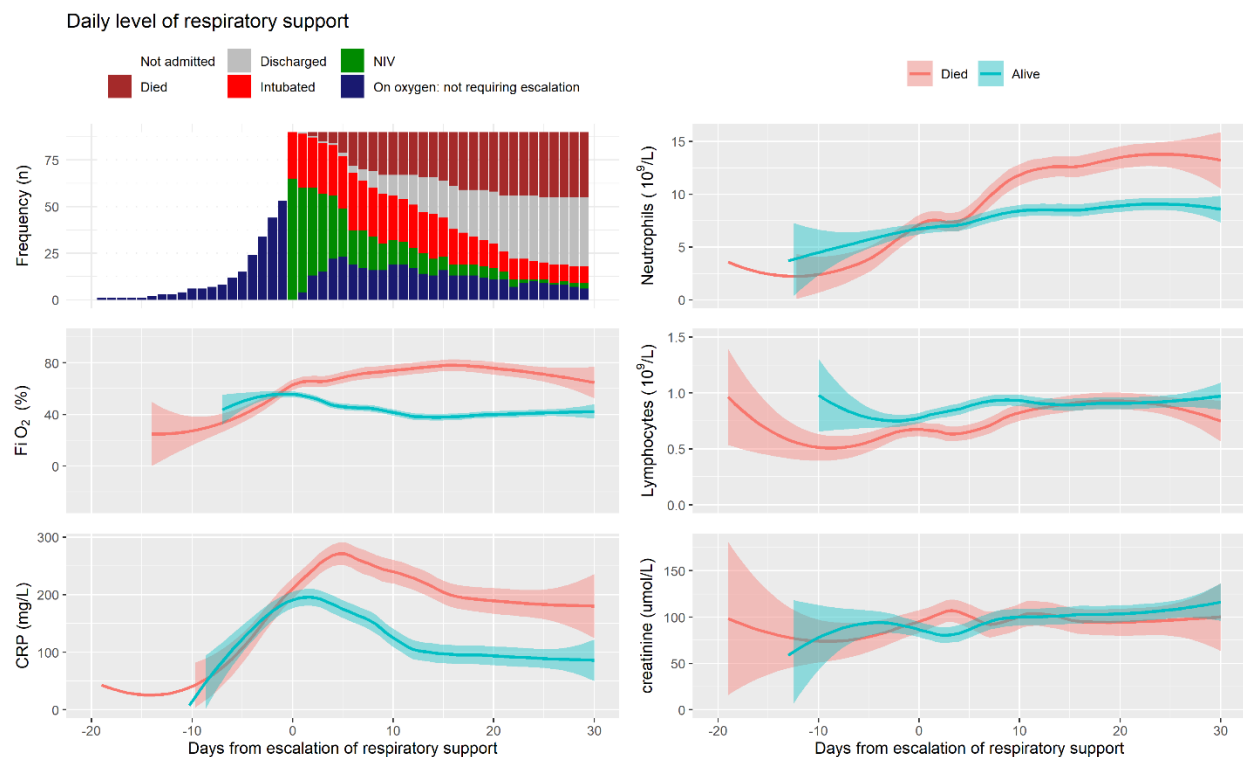 Daily level of respiratory support
Not admitted
Discharged
NIV
Died
Intubated
On oxygen: not requiring escalation
Died
Alive
Frequency (n)
75
50
25
0
Neutrophils (10^9/L)
15
10
5
0
Fi O₂ (%)
80
40
0
Lymphocytes (10^9/L)
1.5
1.0
0.5
0.0
CRP (mg/L)
300
200
100
0
-20
-10
0
10
20
30
Days from escalation of respiratory support
creatinine (umol/L)
150
100
50
0
-20
-10
0
10
20
30
Days from escalation of respiratory support